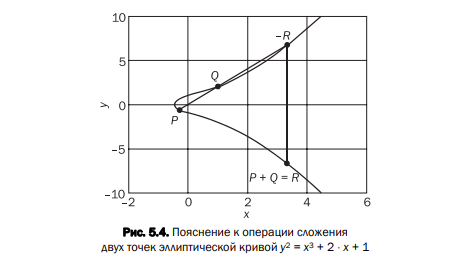 10
–R
5
Q
y
0
P
–5
P + Q = R
–10
–2 0 2 4 6
x
Рис. 5.4. Пояснение к операции сложения
двух точек эллиптической кривой y² = x³ + 2 · x + 1